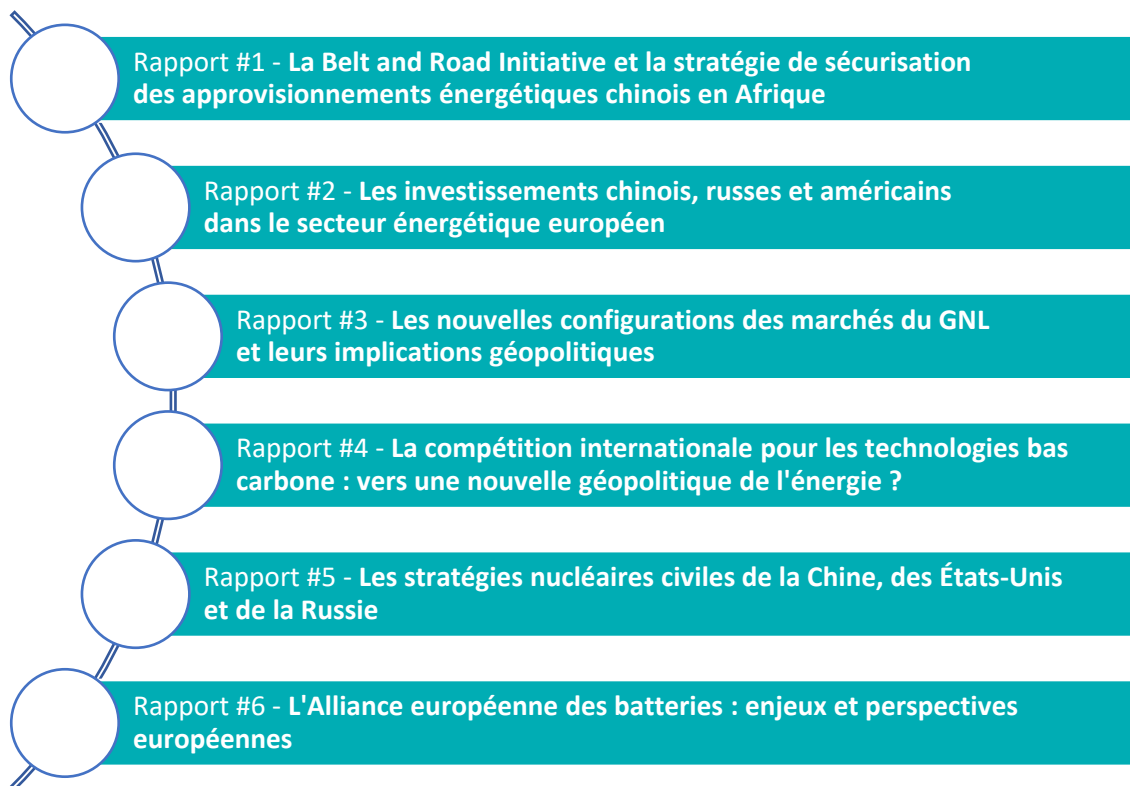 Rapport #1 - La Belt and Road Initiative et la stratégie de sécurisation
des approvisionnements énergétiques chinois en Afrique
Rapport #2 - Les investissements chinois, russes et américains
dans le secteur énergétique européen
Rapport #3 - Les nouvelles configurations des marchés du GNL
et leurs implications géopolitiques
Rapport #4 - La compétition internationale pour les technologies bas
carbone : vers une nouvelle géopolitique de l'énergie ?
Rapport #5 - Les stratégies nucléaires civiles de la Chine, des États-Unis
et de la Russie
Rapport #6 - L'Alliance européenne des batteries : enjeux et perspectives
européennes